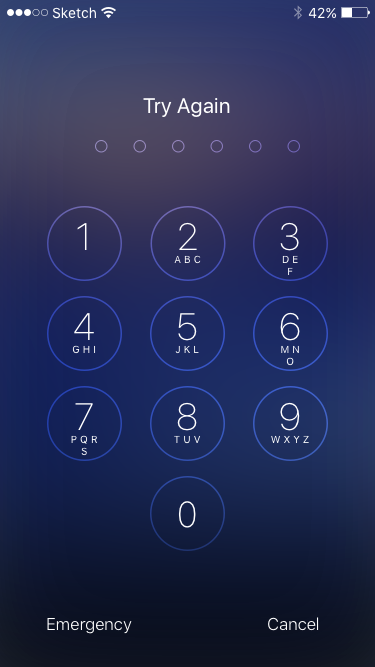 Sketch 42%
Try Again
1 2 3
ABC DE
F
4 5 6
GHI JKL MN
O
7 8 9
PQR TUV WXYZ
S
0
Emergency Cancel